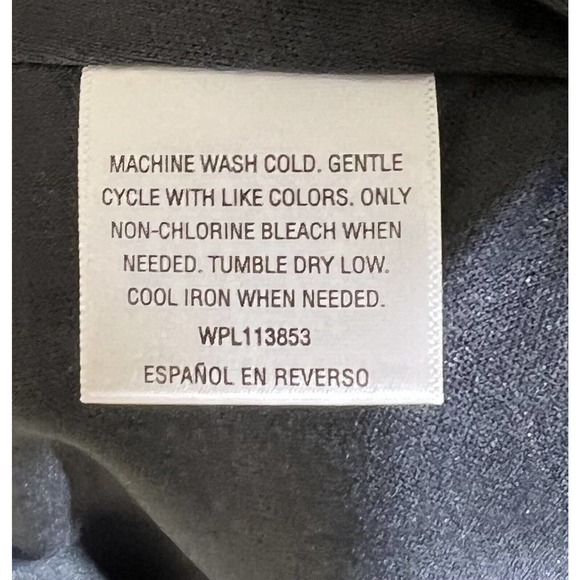 MACHINE WASH COLD. GENTLE
CYCLE WITH LIKE COLORS. ONLY
NON-CHLORINE BLEACH WHEN
NEEDED. TUMBLE DRY LOW.
COOL IRON WHEN NEEDED.
WPL113853
ESPAÑOL EN REVERSO